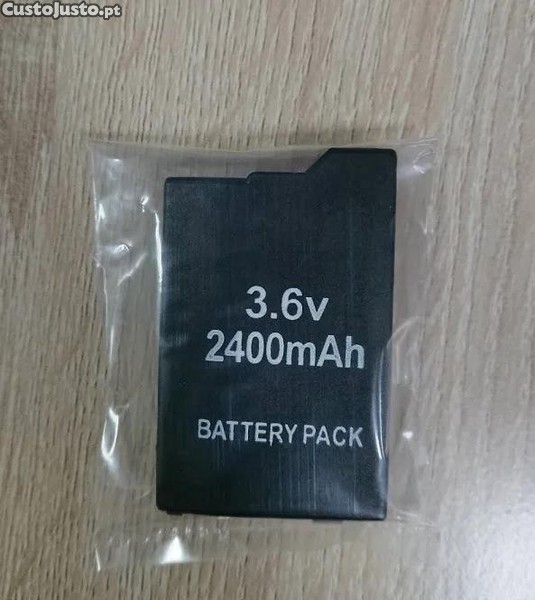 CustoJusto.pt
3.6v
2400mAh
BATTERY PACK